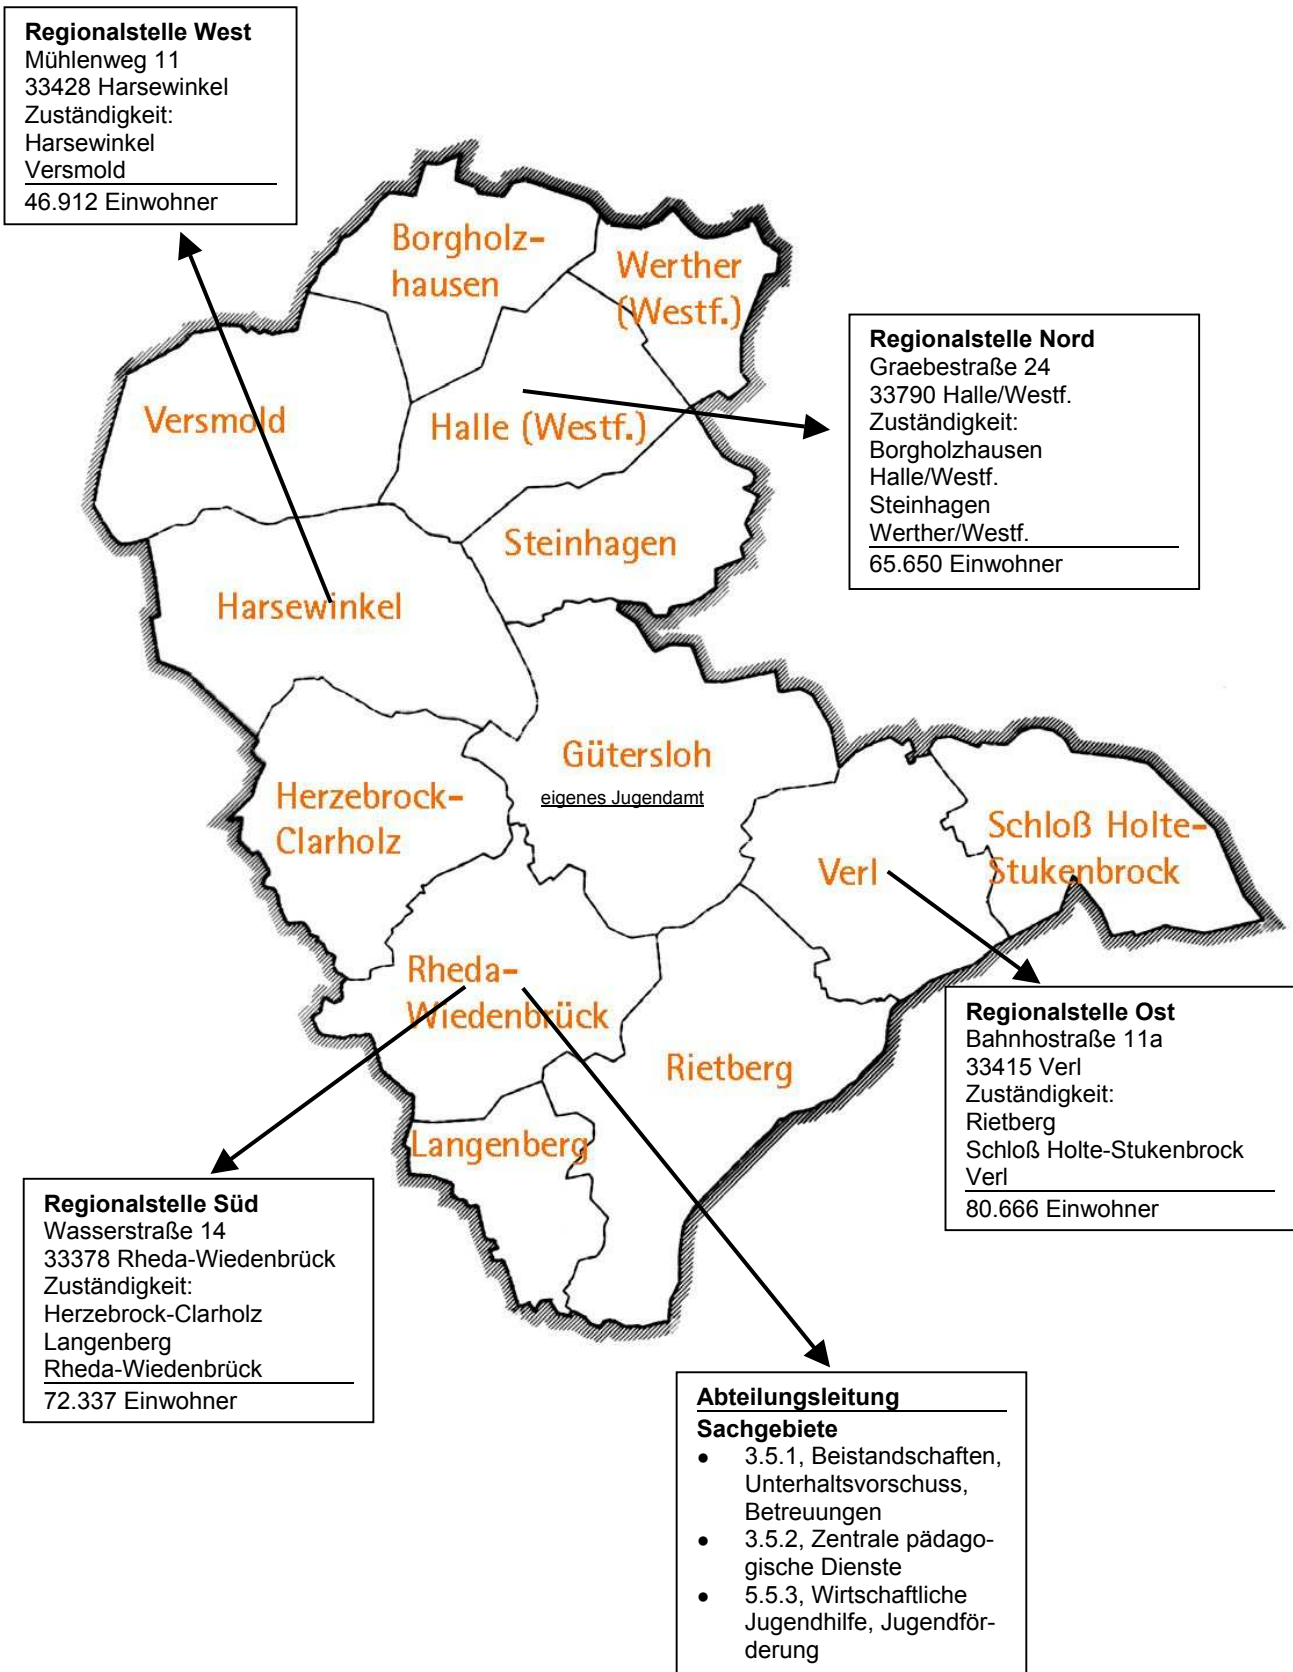 Regionalstelle West
Mühlenweg 11
33428 Harsewinkel
Zuständigkeit:
Harsewinkel
Versmold
46.912 Einwohner
Borgholz-
hausen
Werther
(Westf.)
Regionalstelle Nord
Graebestraße 24
33790 Halle/Westf.
Zuständigkeit:
Borgholzhausen
Halle/Westf.
Steinhagen
Werther/Westf.
65.650 Einwohner
Versmold
Halle (Westf.)
Steinhagen
Harsewinkel
Gütersloh
eigenes Jugendamt
Herzebrock-
Clarholz
Schloß Holte-
Stukenbrock
Verl
Rheda-
Wiedenbrück
Rietberg
Langenberg
Regionalstelle Ost
Bahnhostraße 11a
33415 Verl
Zuständigkeit:
Rietberg
Schloß Holte-Stukenbrock
Verl
80.666 Einwohner
Regionalstelle Süd
Wasserstraße 14
33378 Rheda-Wiedenbrück
Zuständigkeit:
Herzebrock-Clarholz
Langenberg
Rheda-Wiedenbrück
72.337 Einwohner
Abteilungsleitung
Sachgebiete
• 3.5.1, Beistandschaften,
Unterhaltsvorschuss,
Betreuungen
• 3.5.2, Zentrale pädago-
gische Dienste
• 5.5.3, Wirtschaftliche
Jugendhilfe, Jugendför-
derung